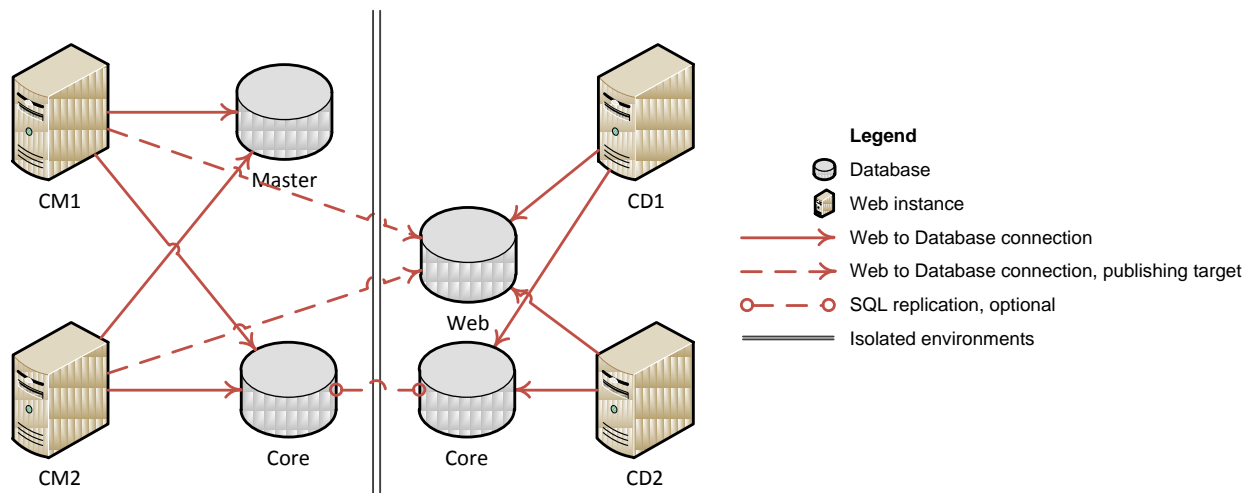 CM1
Master
CD1
Web
CM2
Core
Core
CD2
Legend
Database
Web instance
Web to Database connection
Web to Database connection, publishing target
SQL replication, optional
Isolated environments